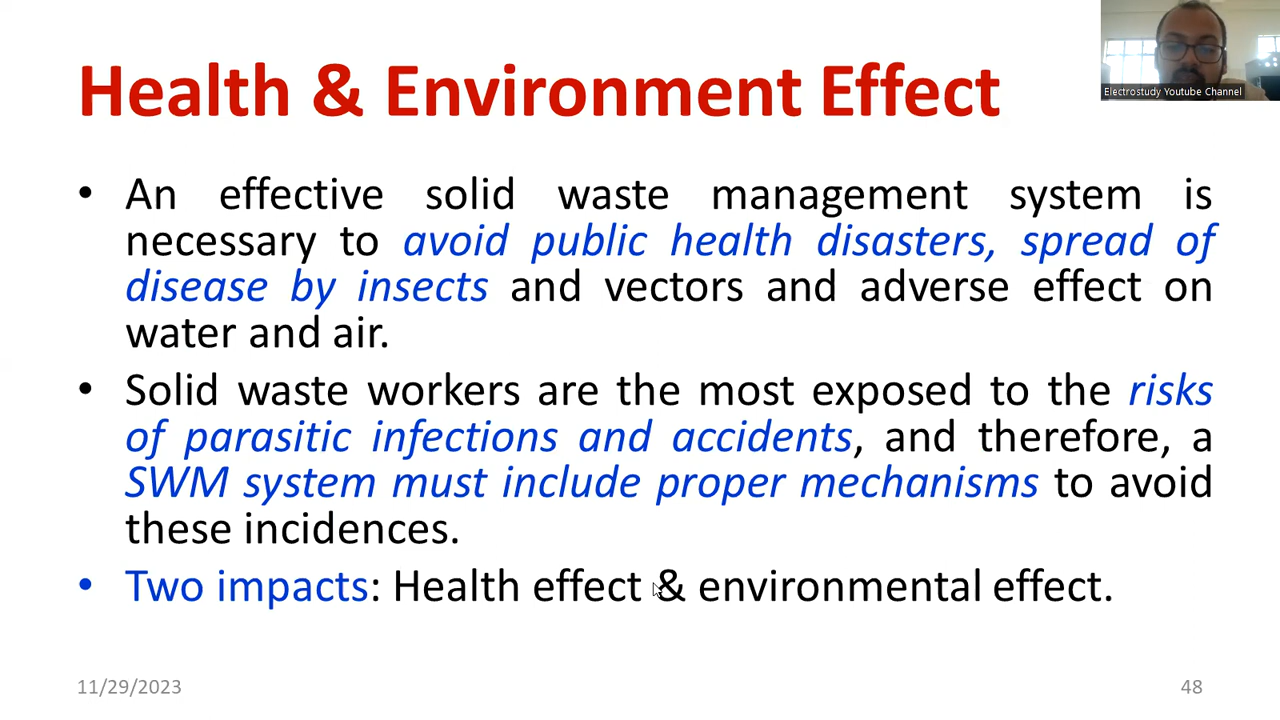 Health & Environment Effect
Electrostudy Youtube Channel
• An effective solid waste management system is
necessary to avoid public health disasters, spread of
disease by insects and vectors and adverse effect on
water and air.
• Solid waste workers are the most exposed to the risks
of parasitic infections and accidents, and therefore, a
SWM system must include proper mechanisms to avoid
these incidences.
• Two impacts: Health effect & environmental effect.
11/29/2023
48